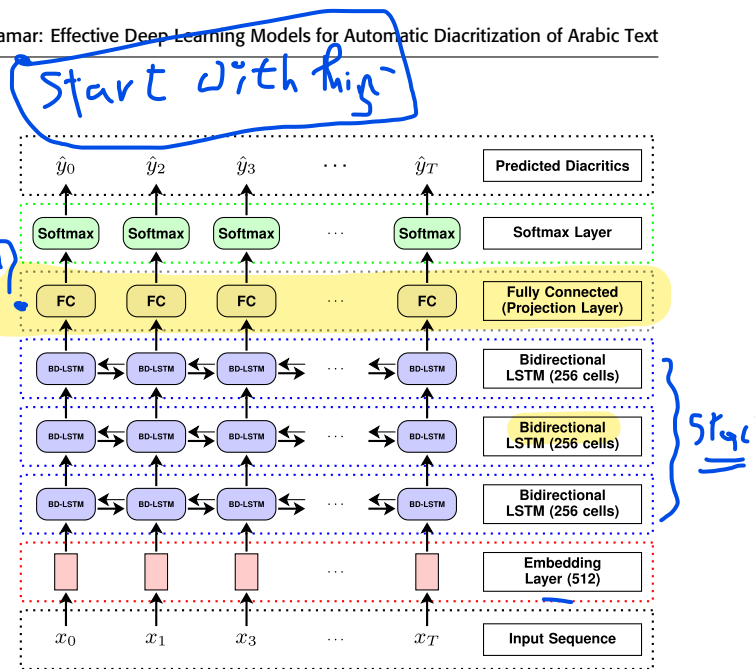 amar: Effective Deep Learning Models for Automatic Diacritization of Arabic Text
Start with this
ŷ0 ŷ2 ŷ3 ··· ŷT Predicted Diacritics
Softmax Softmax Softmax ··· Softmax Softmax Layer
FC FC FC ··· FC Fully Connected
(Projection Layer)
BD-LSTM BD-LSTM BD-LSTM ··· BD-LSTM Bidirectional
LSTM (256 cells)
BD-LSTM BD-LSTM BD-LSTM ··· BD-LSTM Bidirectional
LSTM (256 cells)
Stac
BD-LSTM BD-LSTM BD-LSTM ··· BD-LSTM Bidirectional
LSTM (256 cells)
··· Embedding
Layer (512)
x0 x1 x3 ··· xT Input Sequence